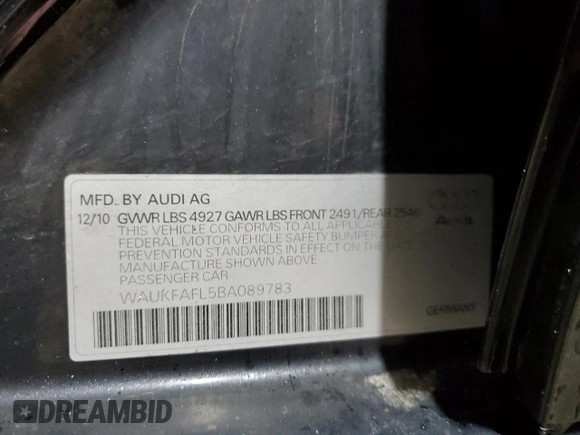 MFD. BY AUDI AG
12/10 GVWR LBS 4927 GAWR LBS FRONT 2491/REAR 2546
THIS VEHICLE CONFORMS TO ALL APPLICABLE
FEDERAL MOTOR VEHICLE SAFETY BUMPER AND
PREVENTION STANDARDS IN EFFECT ON THE DATE OF
MANUFACTURE SHOWN ABOVE
PASSENGER CAR
WAUKFAFL5BA089783
Audi
GERMANY
DREAMBID